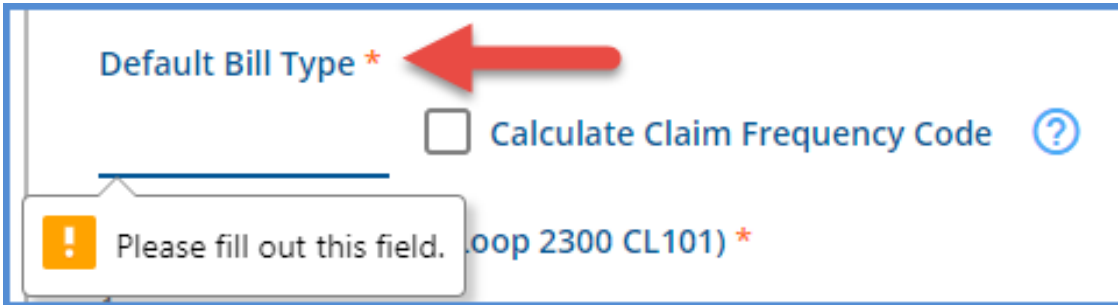 Default Bill Type *
Calculate Claim Frequency Code
Please fill out this field.
oop 2300 CL101) *